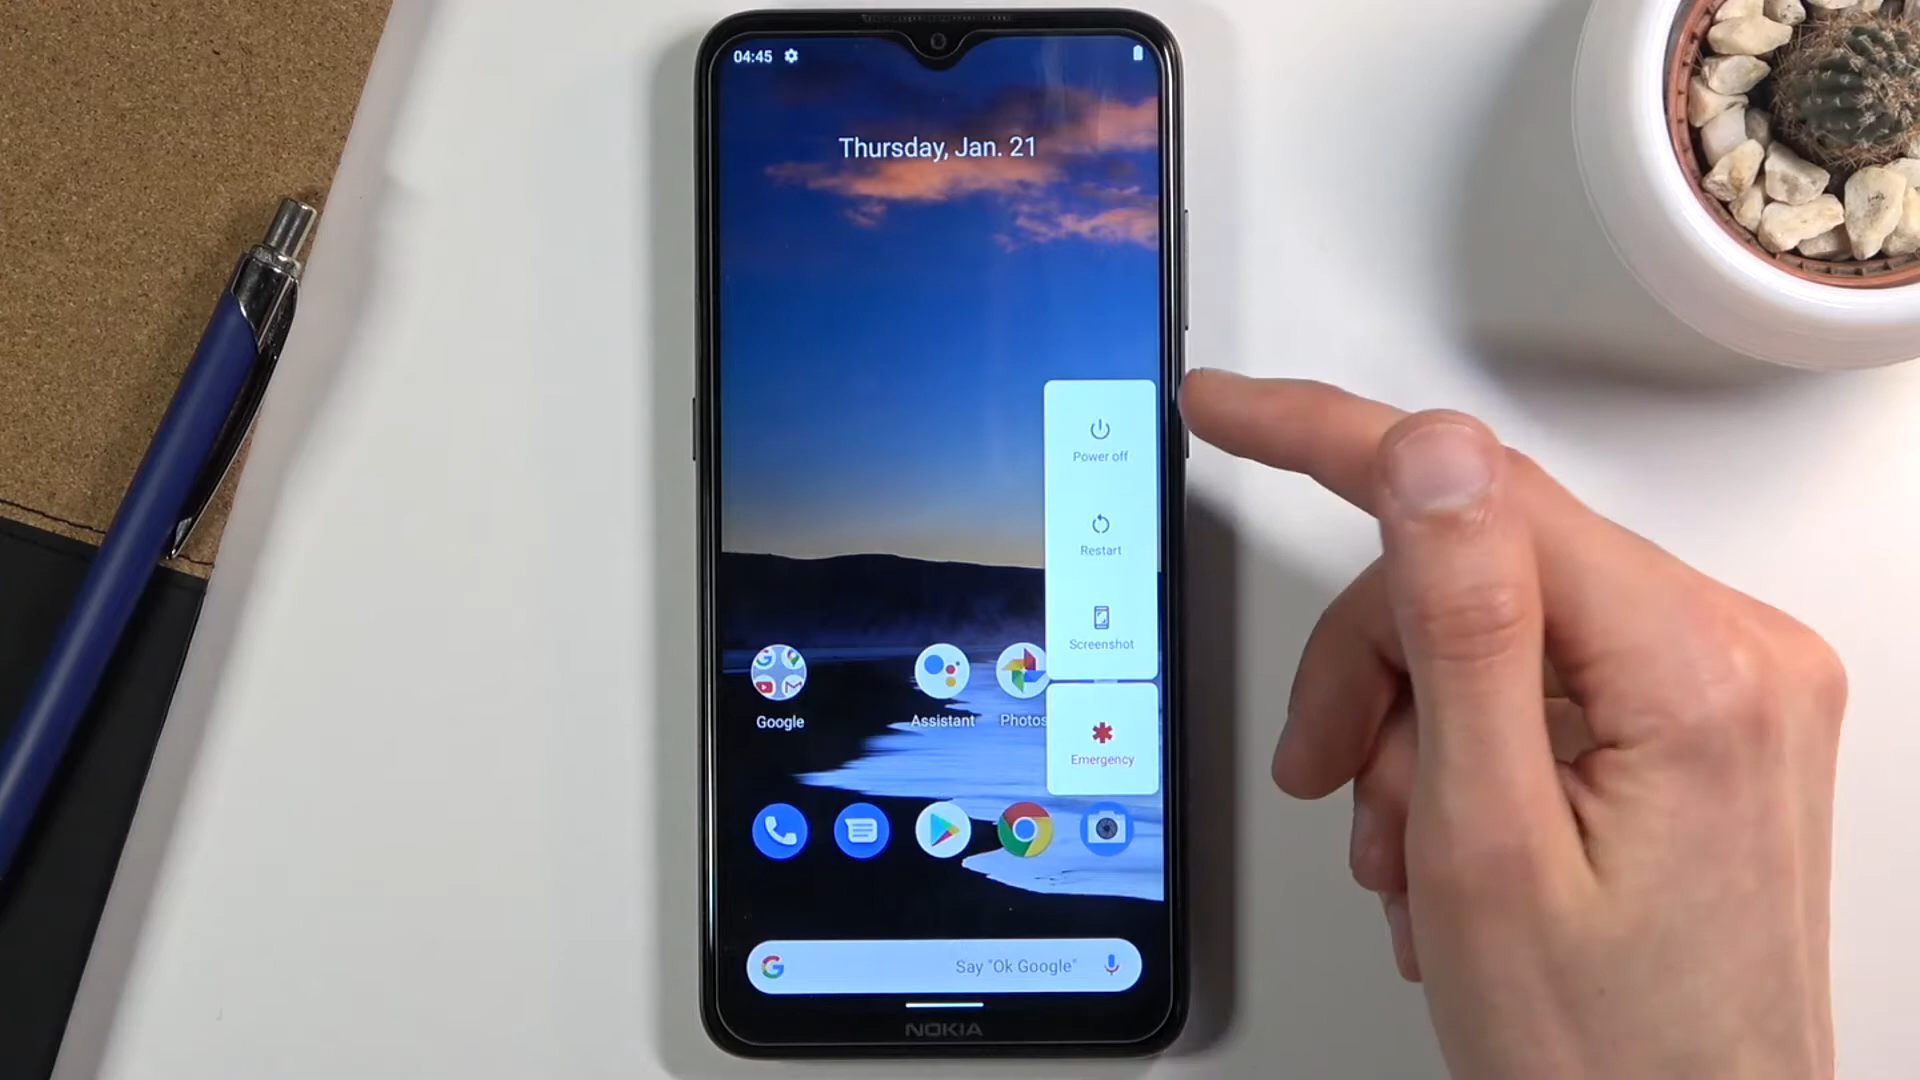 04:45
Thursday, Jan. 21
Power off
Restart
Screenshot
Emergency
Google
Assistant
Photos
Say "Ok Google"
NOKIA